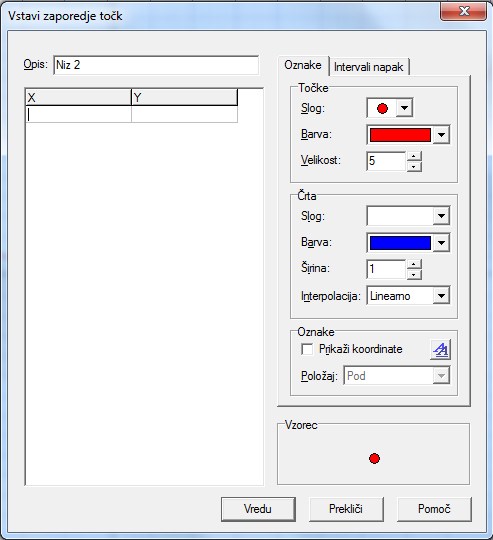 Vstavi zaporedje točk
Opis: Niz 2
X Y
Oznake Intervali napak
Točke
Slog:
Barva:
Velikost: 5
Črta
Slog:
Barva:
Širina: 1
Interpolacija: Linearno
Oznake
Prikaži koordinate
Položaj: Pod
Vzorec
Vredu Prekliči Pomoč